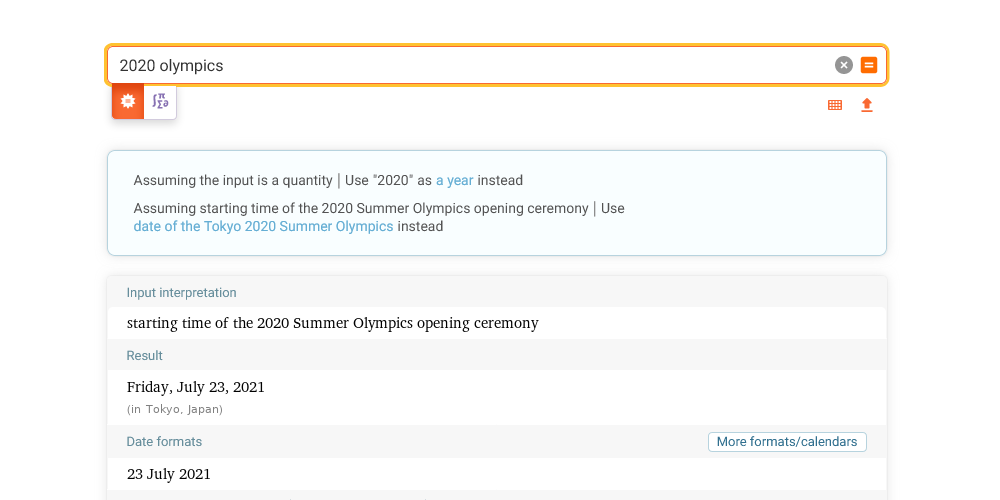 2020 olympics
Assuming the input is a quantity | Use "2020" as a year instead
Assuming starting time of the 2020 Summer Olympics opening ceremony | Use
date of the Tokyo 2020 Summer Olympics instead
Input interpretation
starting time of the 2020 Summer Olympics opening ceremony
Result
Friday, July 23, 2021
(in Tokyo, Japan)
Date formats
More formats/calendars
23 July 2021